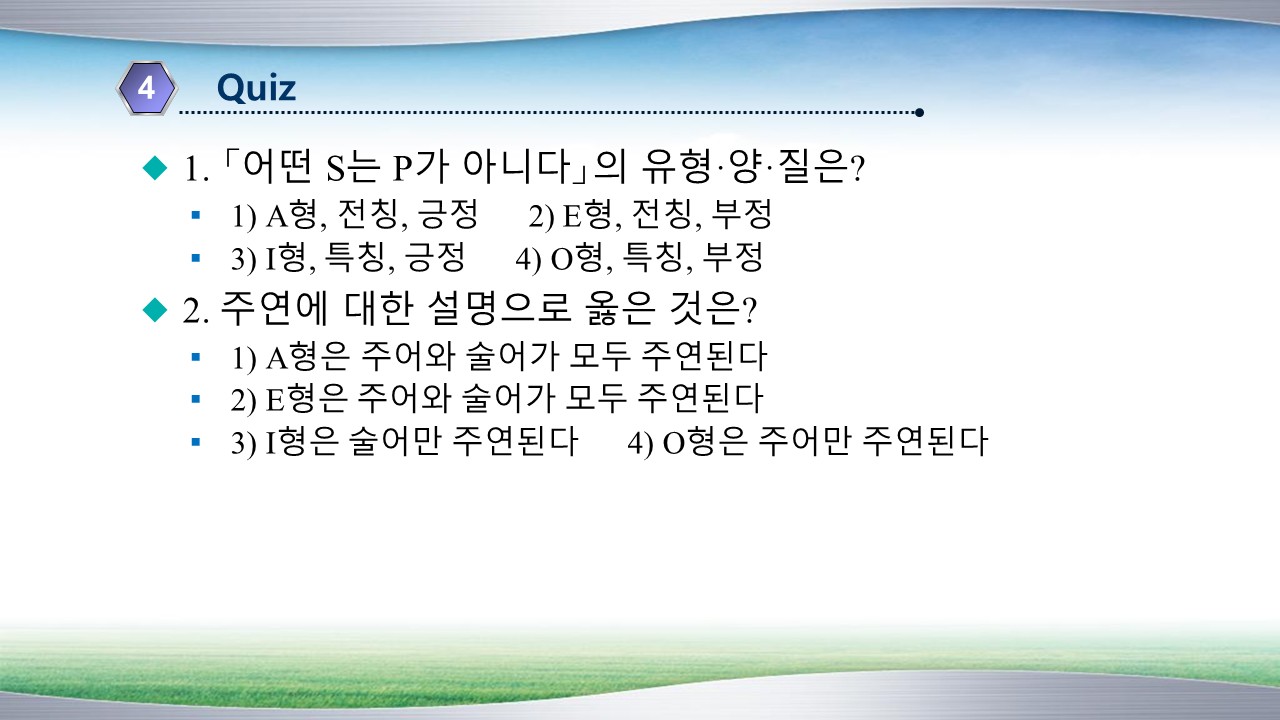 4 Quiz
1. 「어떤 S는 P가 아니다」의 유형·양·질은?
1) A형, 전칭, 긍정 2) E형, 전칭, 부정
3) I형, 특칭, 긍정 4) O형, 특칭, 부정
2. 주연에 대한 설명으로 옳은 것은?
1) A형은 주어와 술어가 모두 주연된다
2) E형은 주어와 술어가 모두 주연된다
3) I형은 술어만 주연된다 4) O형은 주어만 주연된다